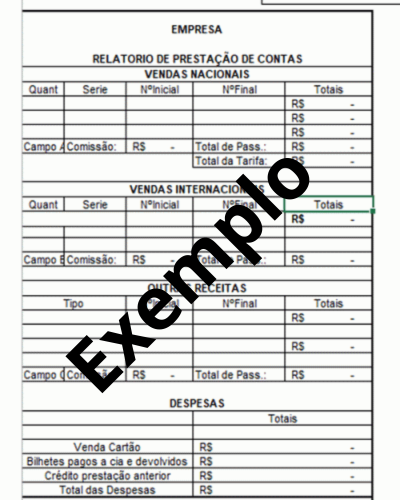 EMPRESA
RELATORIO DE PRESTAÇÃO DE CONTAS
VENDAS NACIONAIS
Quant Serie NºInicial NºFinal Totais
R$ -
R$ -
R$ -
Campo A Comissão: R$ - Total de Pass.:
Total da Tarifa: R$ -
VENDAS INTERNACIONAIS
Quant Serie NºInicial NºFinal Totais
R$ -
Campo B Comissão: R$ - Total de Pass.:
OUTRAS RECEITAS
Tipo NºInicial NºFinal Totais
R$ -
R$ -
Campo C Comissão: R$ - Total de Pass.:
DESPESAS
Totais
Venda Cartão R$ -
Bilhetes pagos a cia e devolvidos R$ -
Crédito prestação anterior R$ -
Total das Despesas R$ -
Exemplo